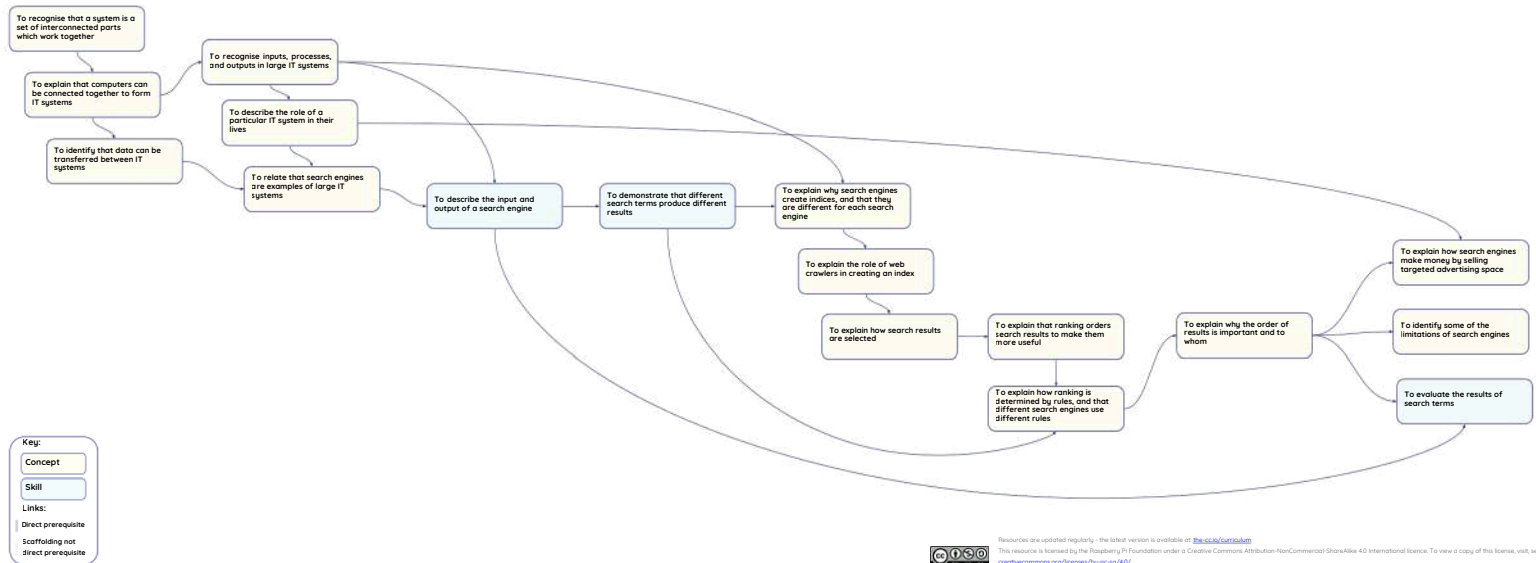 To recognise that a system is a
set of interconnected parts
which work together
To explain that computers can
be connected together to form
IT systems
To identify that data can be
transferred between IT
systems
To recognise inputs, processes,
and outputs in large IT systems
To describe the role of a
particular IT system in their
lives
To relate that search engines
are examples of large IT
systems
To describe the input and
output of a search engine
To demonstrate that different
search terms produce different
results
To explain why search engines
create indices, and that they
are different for each search
engine
To explain the role of web
crawlers in creating an index
To explain how search results
are selected
To explain that ranking orders
search results to make them
more useful
To explain how ranking is
determined by rules, and that
different search engines use
different rules
To explain why the order of
results is important and to
whom
To explain how search engines
make money by selling
targeted advertising space
To identify some of the
limitations of search engines
To evaluate the results of
search terms
Key:
Concept
Skill
Links:
Direct prerequisite
Scaffolding not
direct prerequisite
Resources are updated regularly - the latest version is available at the-cc.io/curriculum
This resource is licensed by the Raspberry Pi Foundation under a Creative Commons Attribution-NonCommercial-ShareAlike 4.0 International licence. To view a copy of this license, visit, se
creativecommons.org/licenses/by-nc-sa/4.0/